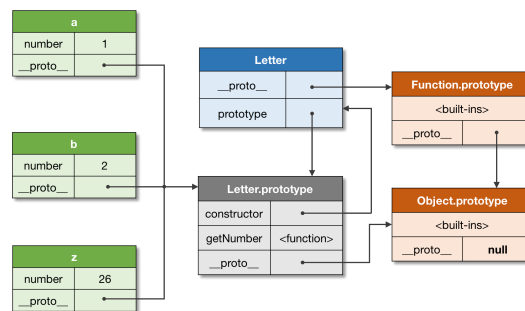 a
number 1
__proto__
b
number 2
__proto__
z
number 26
__proto__
Letter
__proto__
prototype
Letter.prototype
constructor
getNumber <function>
__proto__
Function.prototype
<built-ins>
__proto__
Object.prototype
<built-ins>
__proto__ null